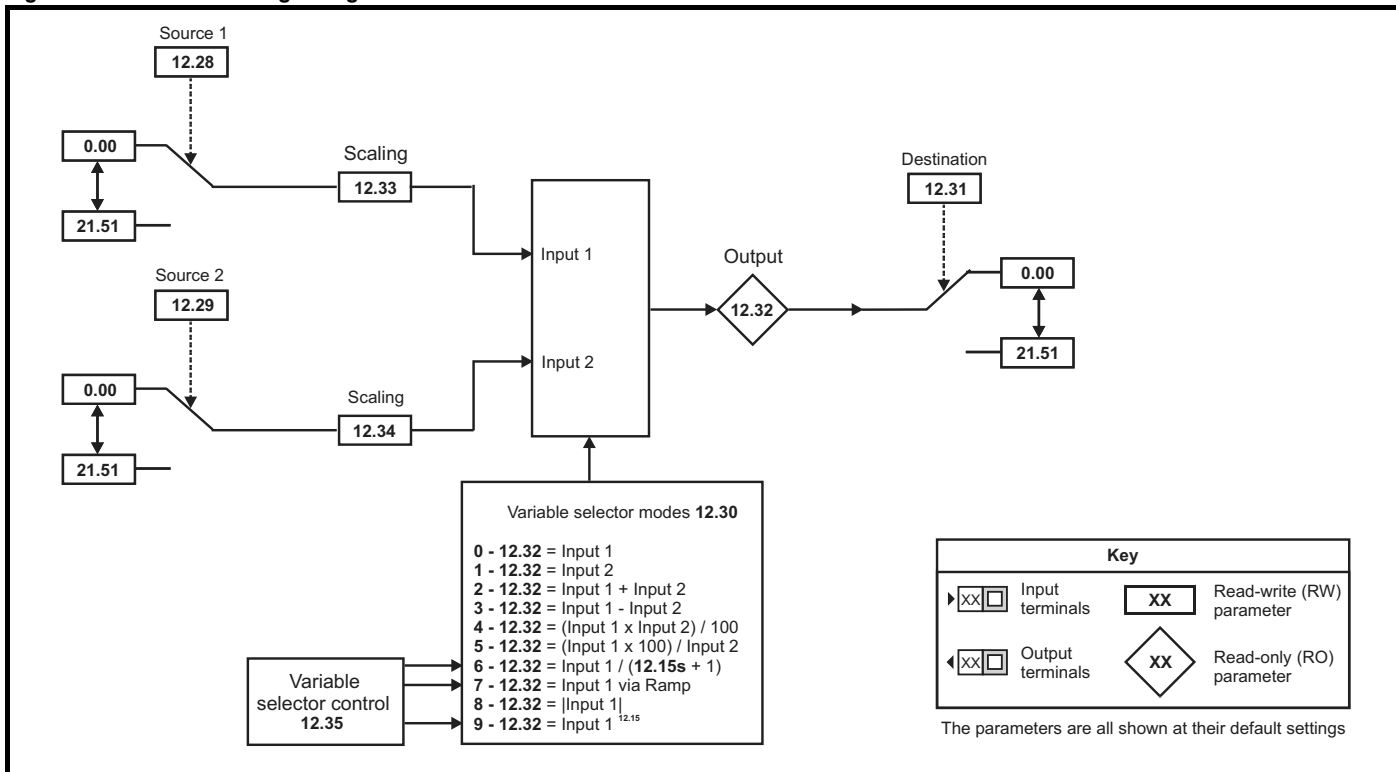 Source 1
12.28
0.00
21.51
Scaling
12.33
Source 2
12.29
0.00
21.51
Scaling
12.34
Input 1
Input 2
Output
12.32
Destination
12.31
0.00
21.51
Variable selector modes 12.30
0 - 12.32 = Input 1
1 - 12.32 = Input 2
2 - 12.32 = Input 1 + Input 2
3 - 12.32 = Input 1 - Input 2
4 - 12.32 = (Input 1 x Input 2) / 100
5 - 12.32 = (Input 1 x 100) / Input 2
6 - 12.32 = Input 1 / (12.15s + 1)
7 - 12.32 = Input 1 via Ramp
8 - 12.32 = |Input 1|
9 - 12.32 = Input 1 12.15
Variable
selector control
12.35
Key
XX
Input
terminals
XX
Read-write (RW)
parameter
XX
Output
terminals
XX
Read-only (RO)
parameter
The parameters are all shown at their default settings